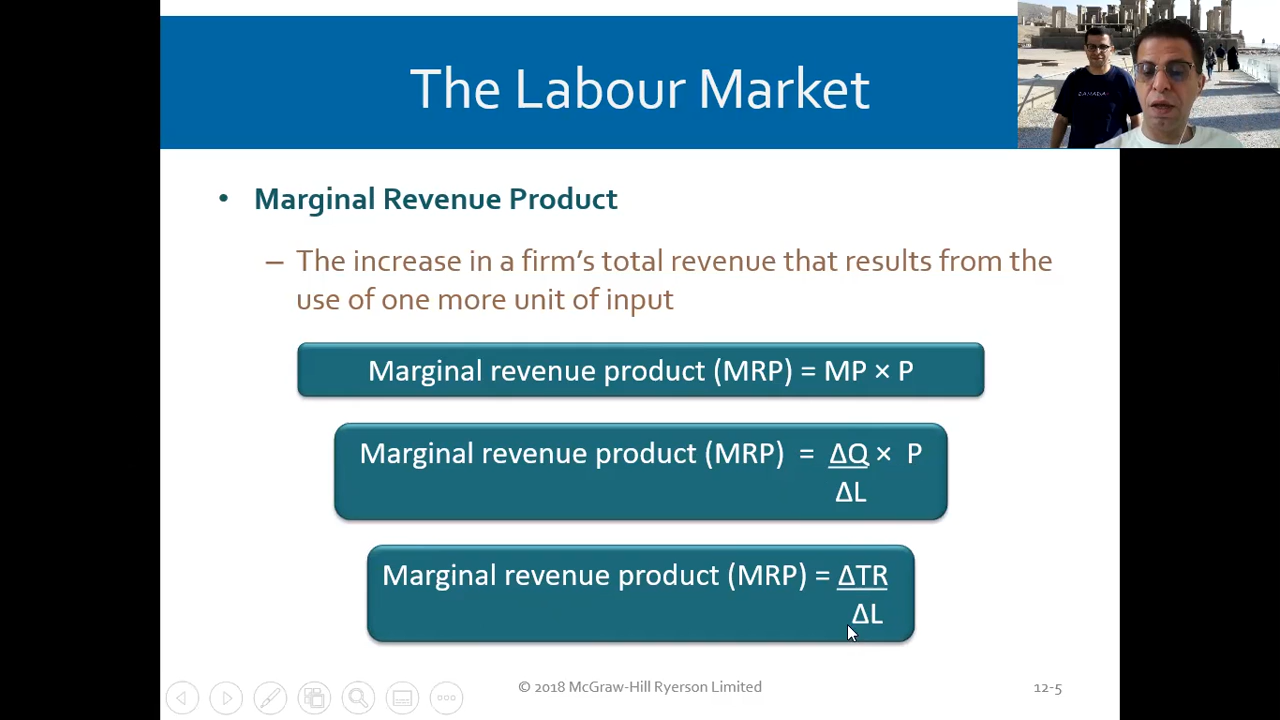 The Labour Market
CANADA
• Marginal Revenue Product
– The increase in a firm's total revenue that results from the
use of one more unit of input
Marginal revenue product (MRP) = MP × P
Marginal revenue product (MRP) = ΔQ × P
ΔL
Marginal revenue product (MRP) = ΔTR
ΔL
© 2018 McGraw-Hill Ryerson Limited 12-5